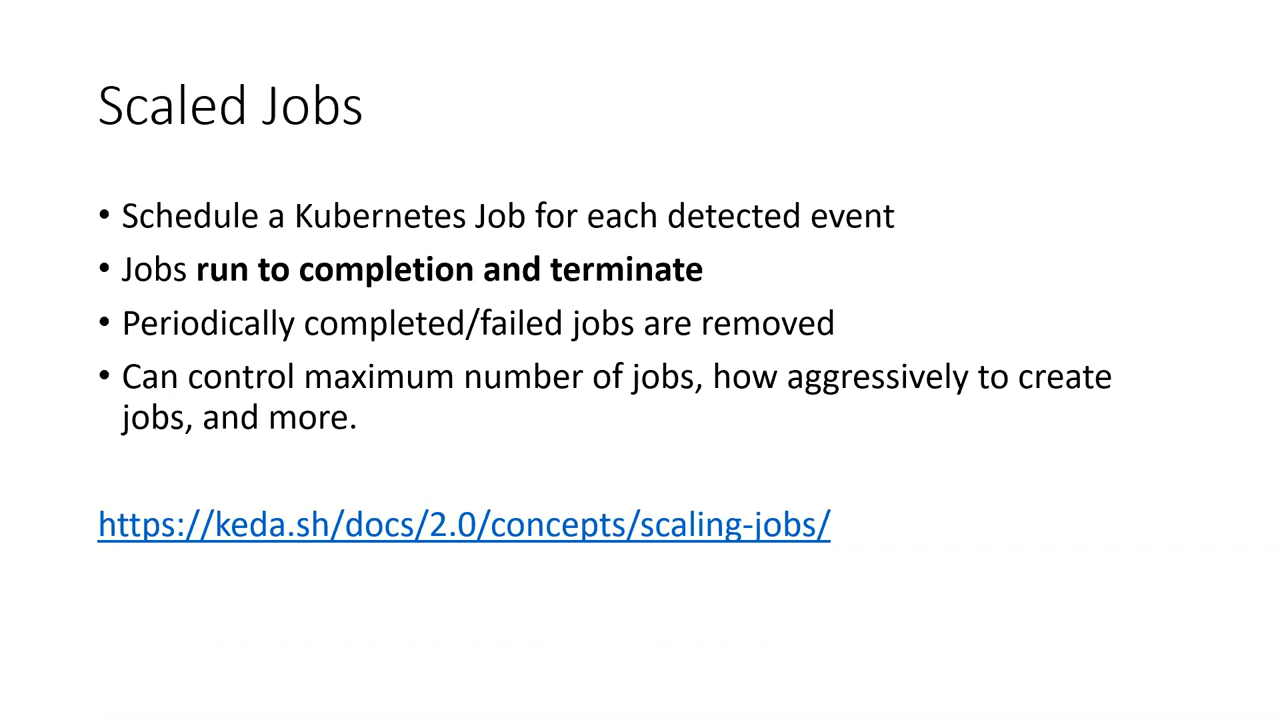 Scaled Jobs
• Schedule a Kubernetes Job for each detected event
• Jobs run to completion and terminate
• Periodically completed/failed jobs are removed
• Can control maximum number of jobs, how aggressively to create
jobs, and more.
https://keda.sh/docs/2.0/concepts/scaling-jobs/